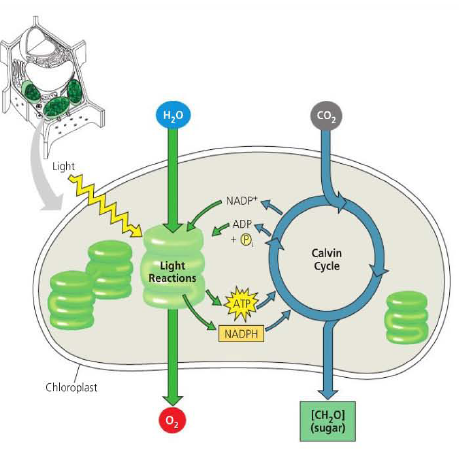 H₂O
CO₂
Light
NADP⁺
ADP
+ Ⓟᵢ
Light
Reactions
Calvin
Cycle
ATP
NADPH
Chloroplast
O₂
[CH₂O]
(sugar)